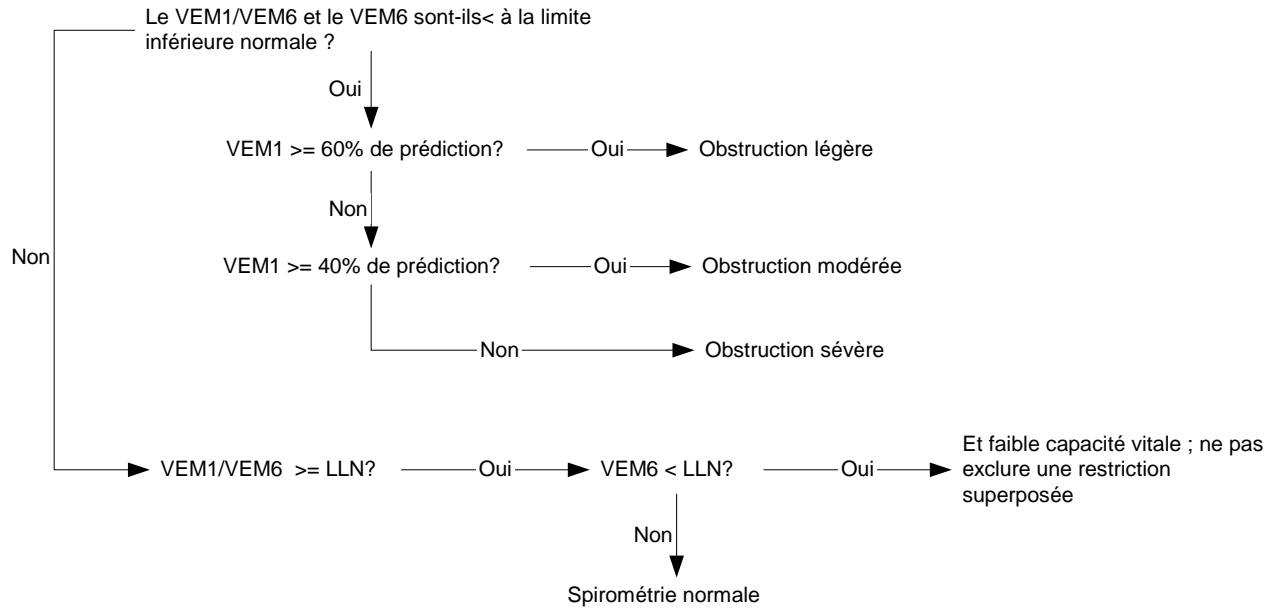 Le VEM1/VEM6 et le VEM6 sont-ils< à la limite
inférieure normale ?
Oui
VEM1 >= 60% de prédiction?
Oui
Obstruction légère
Non
Non
VEM1 >= 40% de prédiction?
Oui
Obstruction modérée
Non
Obstruction sévère
VEM1/VEM6 >= LLN?
Oui
VEM6 < LLN?
Oui
Et faible capacité vitale ; ne pas
exclure une restriction
superposée
Non
Spirométrie normale